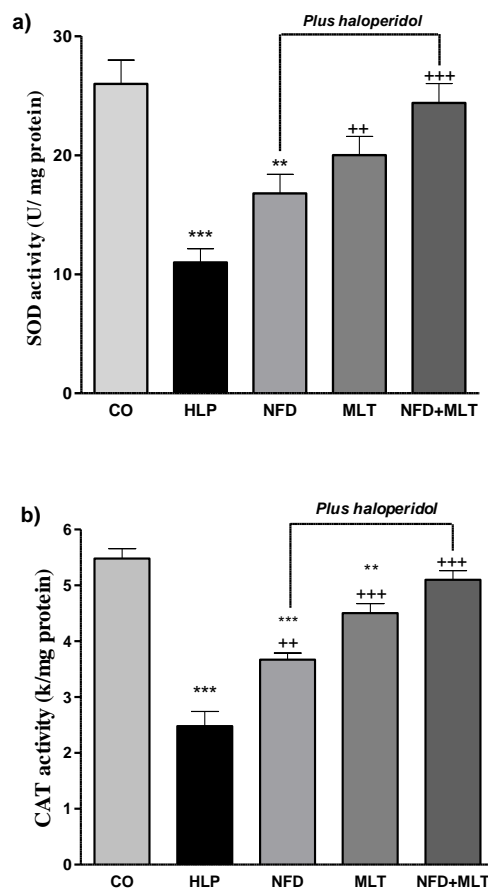 a)
Plus haloperidol
SOD activity (U/ mg protein)
30
20
10
0
***
**
++
+++
CO HLP NFD MLT NFD+MLT
b)
Plus haloperidol
CAT activity (k/mg protein)
6
5
4
3
2
1
0
***
***
++
**
+++
+++
CO HLP NFD MLT NFD+MLT